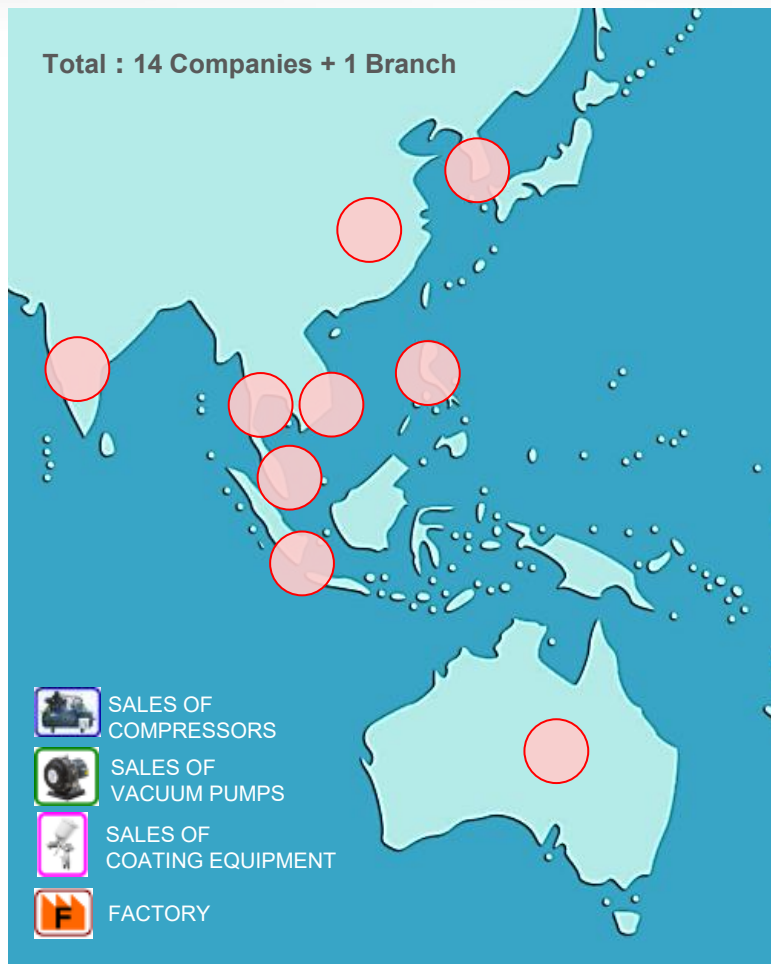 Total : 14 Companies + 1 Branch
SALES OF
COMPRESSORS
SALES OF
VACUUM PUMPS
SALES OF
COATING EQUIPMENT
F
FACTORY